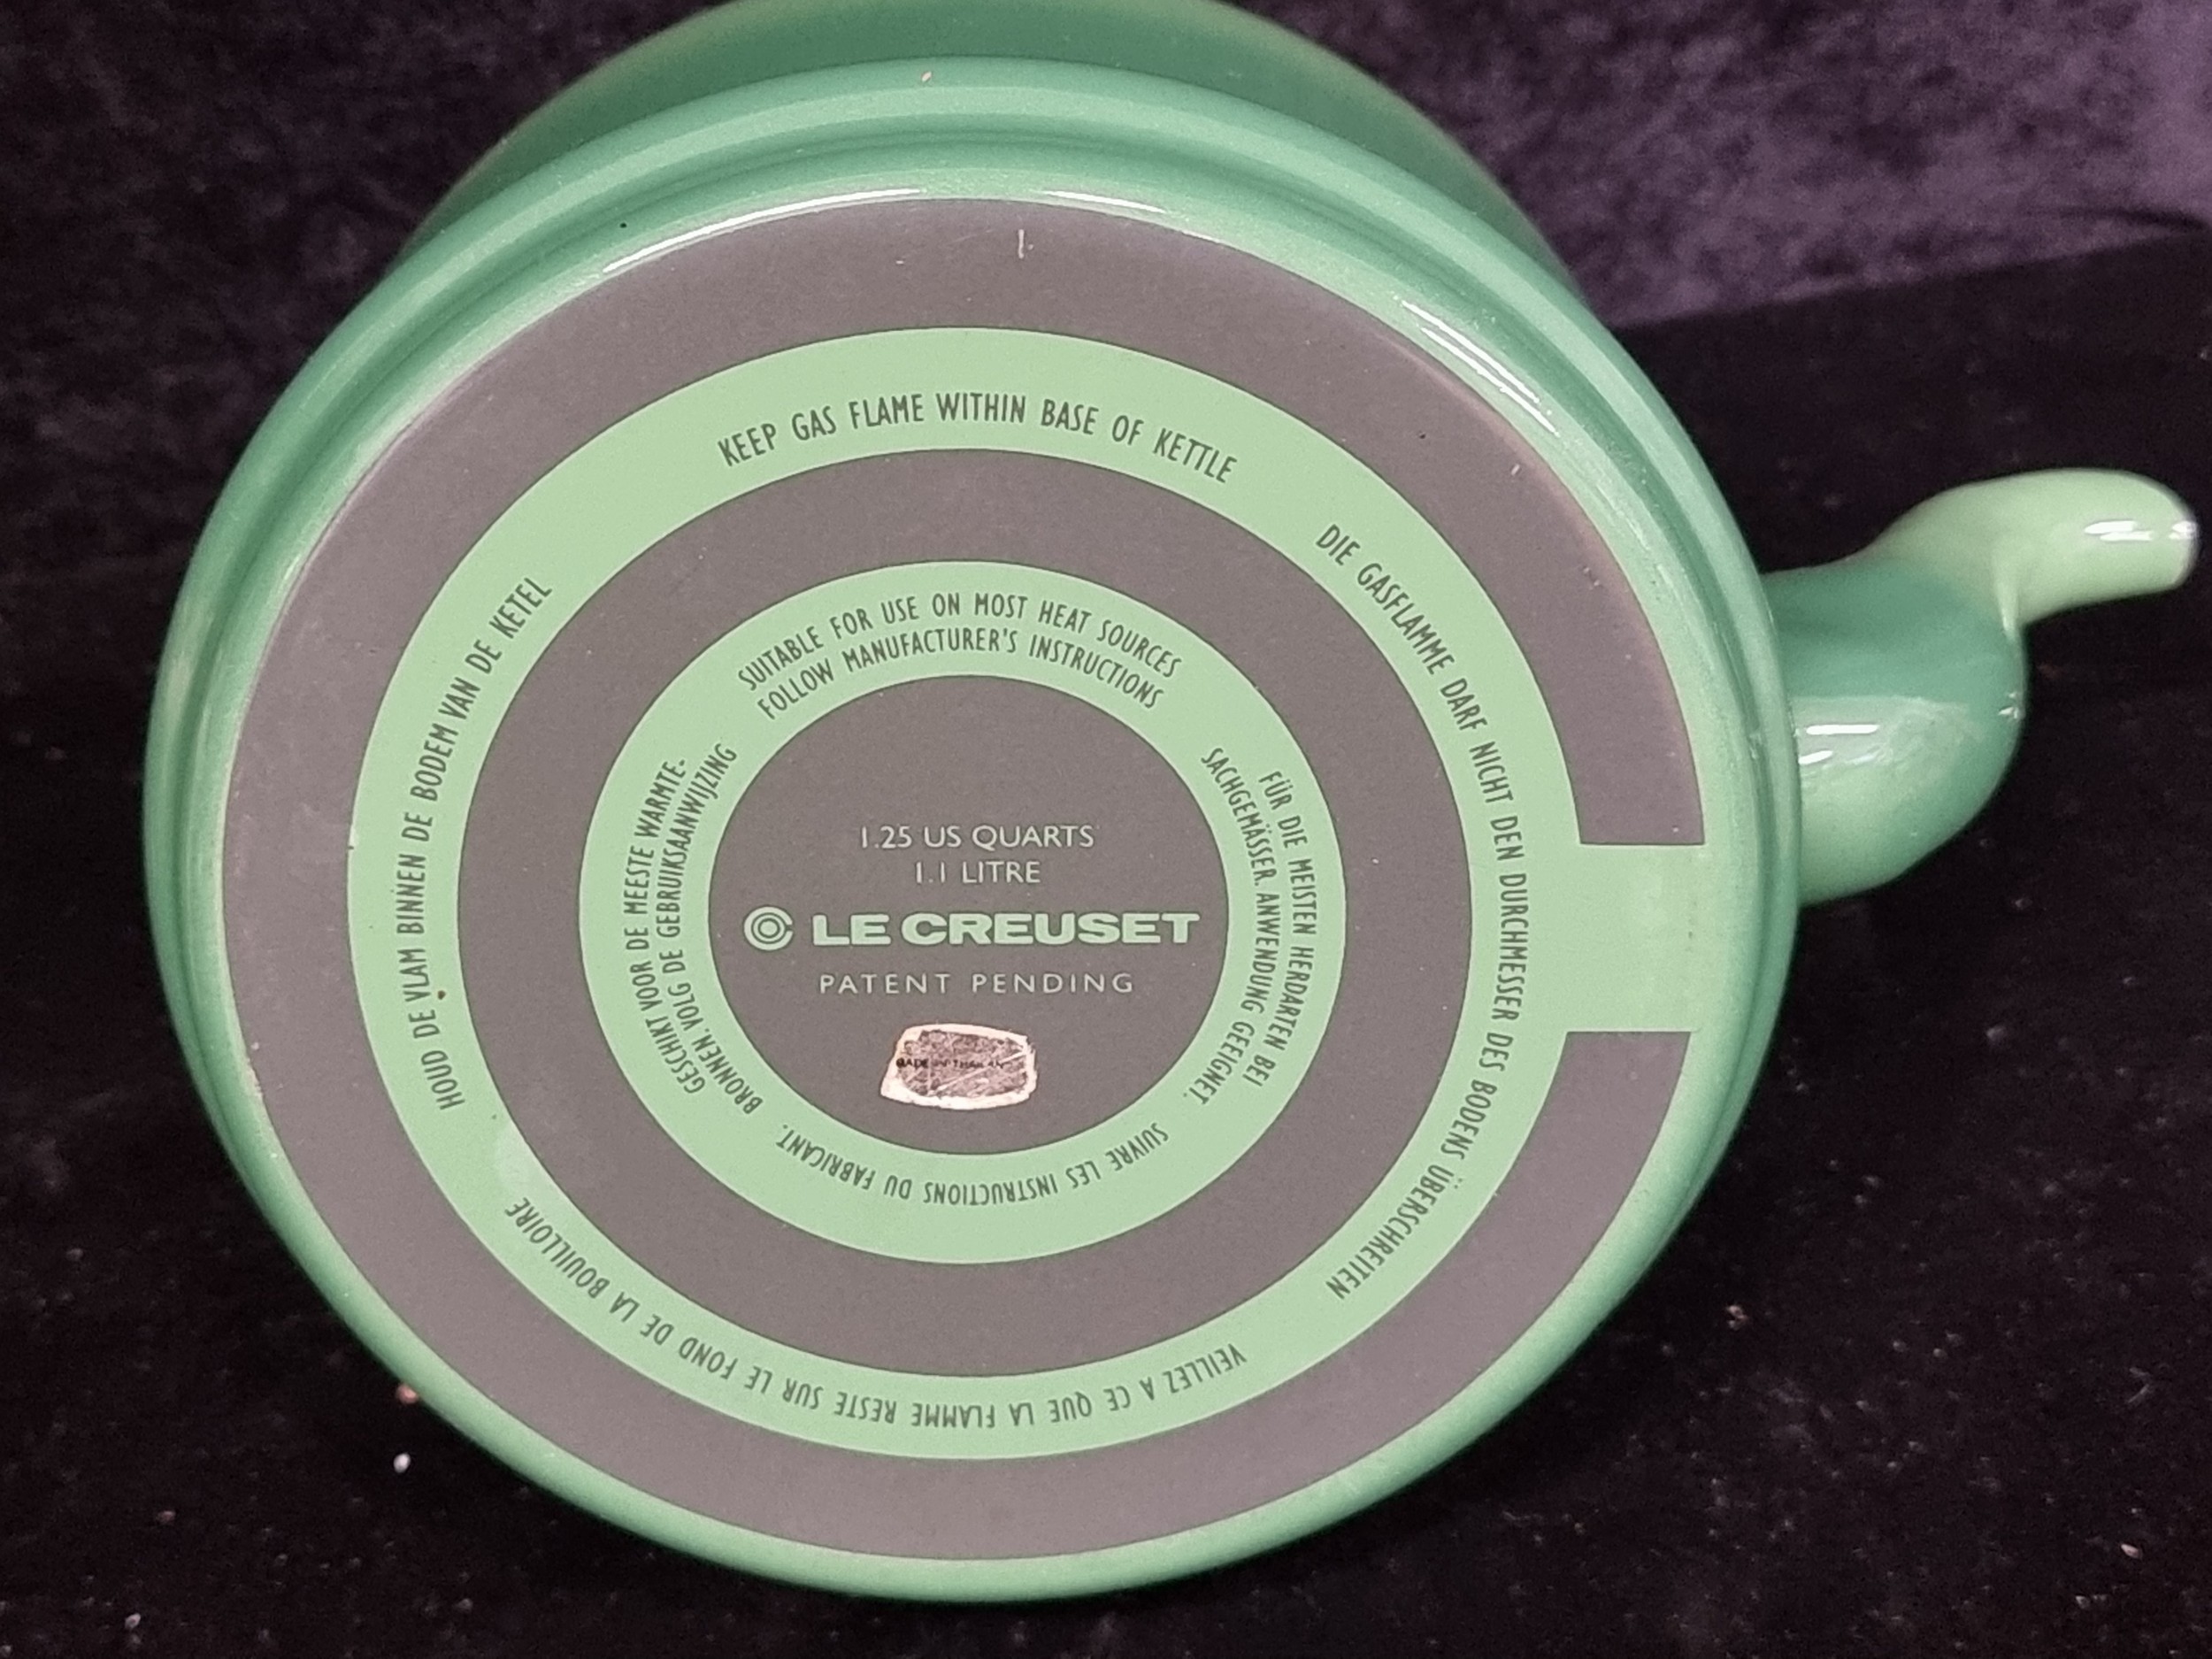 KEEP GAS FLAME WITHIN BASE OF KETTLE
DIE GASFLAMME DARF NICHT DEN DURCHMESSER DES BODENS ÜBERSCHREITEN
VEILLEZ A CE QUE LA FLAMME RESTE SUR LE FOND DE LA BOUILLOIRE
HOUD DE VLAM BINNEN DE BODEM VAN DE KETEL
SUITABLE FOR USE ON MOST HEAT SOURCES
FOLLOW MANUFACTURER'S INSTRUCTIONS
FÜR DIE MEISTEN HERDARTEN BEI
SACHGEMÄSSER ANWENDUNG GEEIGNET.
SUIVRE LES INSTRUCTIONS DU FABRICANT.
GESCHIKT VOOR DE MEESTE WARMTE-
BRONNEN. VOLG DE GEBRUIKSAANWIJZING
1.25 US QUARTS
1.1 LITRE
LE CREUSET
PATENT PENDING
MADE IN